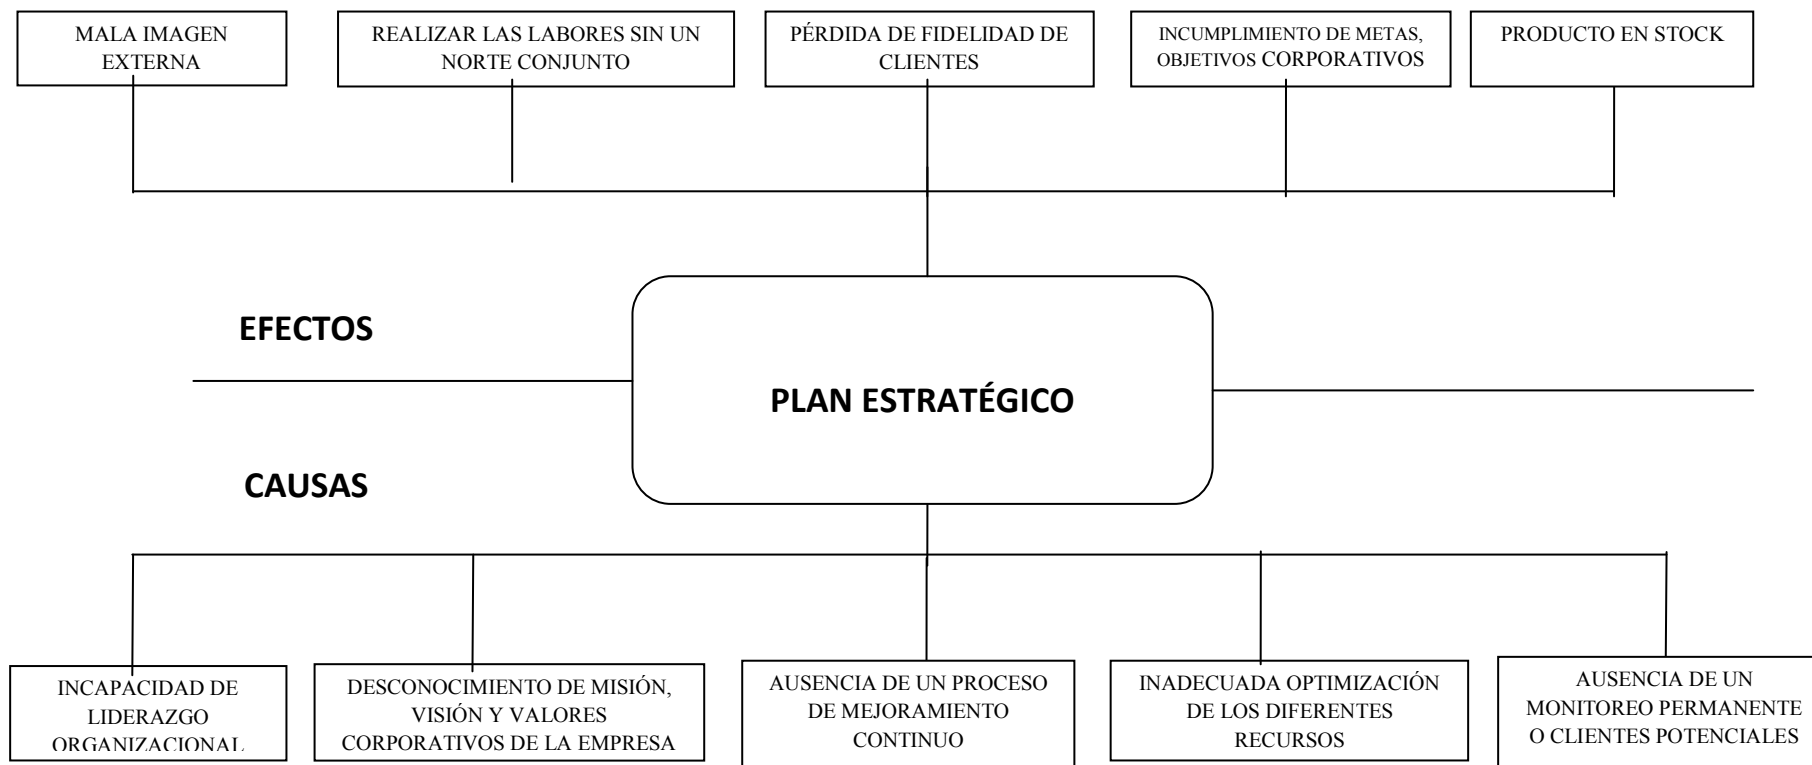 MALA IMAGEN
EXTERNA
REALIZAR LAS LABORES SIN UN
NORTE CONJUNTO
PÉRDIDA DE FIDELIDAD DE
CLIENTES
INCUMPLIMIENTO DE METAS,
OBJETIVOS CORPORATIVOS
PRODUCTO EN STOCK
EFECTOS
PLAN ESTRATÉGICO
CAUSAS
INCAPACIDAD DE
LIDERAZGO
ORGANIZACIONAL
DESCONOCIMIENTO DE MISIÓN,
VISIÓN Y VALORES
CORPORATIVOS DE LA EMPRESA
AUSENCIA DE UN PROCESO
DE MEJORAMIENTO
CONTINUO
INADECUADA OPTIMIZACIÓN
DE LOS DIFERENTES
RECURSOS
AUSENCIA DE UN
MONITOREO PERMANENTE
O CLIENTES POTENCIALES